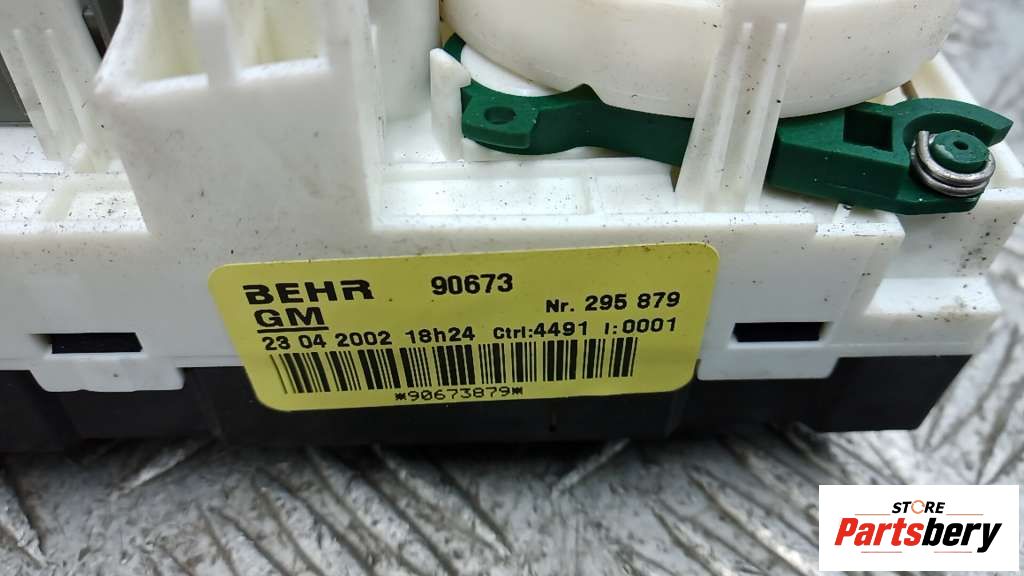 BEHR 90673
GM Nr. 295 879
23 04 2002 18h24 Ctrl:4491 I:0001
*90673879*
STORE
Partsbery